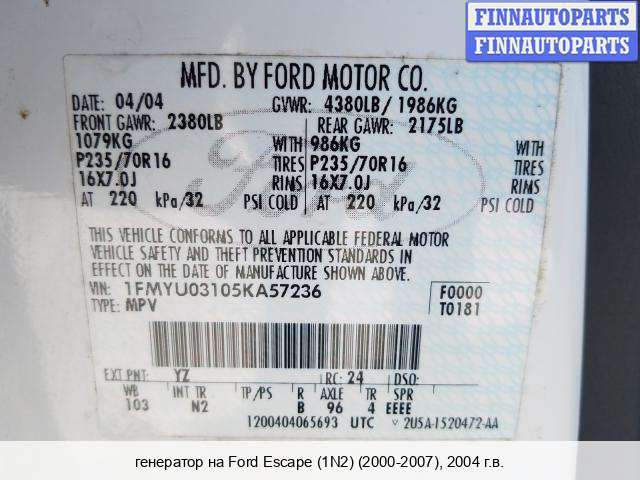 FINNAUTOPARTS
FINNAUTOPARTS
MFD. BY FORD MOTOR CO.
DATE: 04/04 GVWR: 4380LB/ 1986KG
FRONT GAWR: 2380LB REAR GAWR: 2175LB
1079KG WITH 986KG WITH
P235/70R16 TIRES P235/70R16 TIRES
16X7.0J RIMS 16X7.0J RIMS
AT 220 kPa/32 PSI COLD AT 220 kPa/32 PSI COLD
Ford
THIS VEHICLE CONFORMS TO ALL APPLICABLE FEDERAL MOTOR
VEHICLE SAFETY AND THEFT PREVENTION STANDARDS IN
EFFECT ON THE DATE OF MANUFACTURE SHOWN ABOVE.
VIN: 1FMYU03105KA57236 F0000
TYPE: MPV T0181
EXT PNT: YZ RC: 24 DSO:
WB INT TR TP/PS R AXLE TR SPR
103 N2 B 96 4 EEEE
1200404065693 UTC 2U5A-1520472-AA
генератор на Ford Escape (1N2) (2000-2007), 2004 г.в.